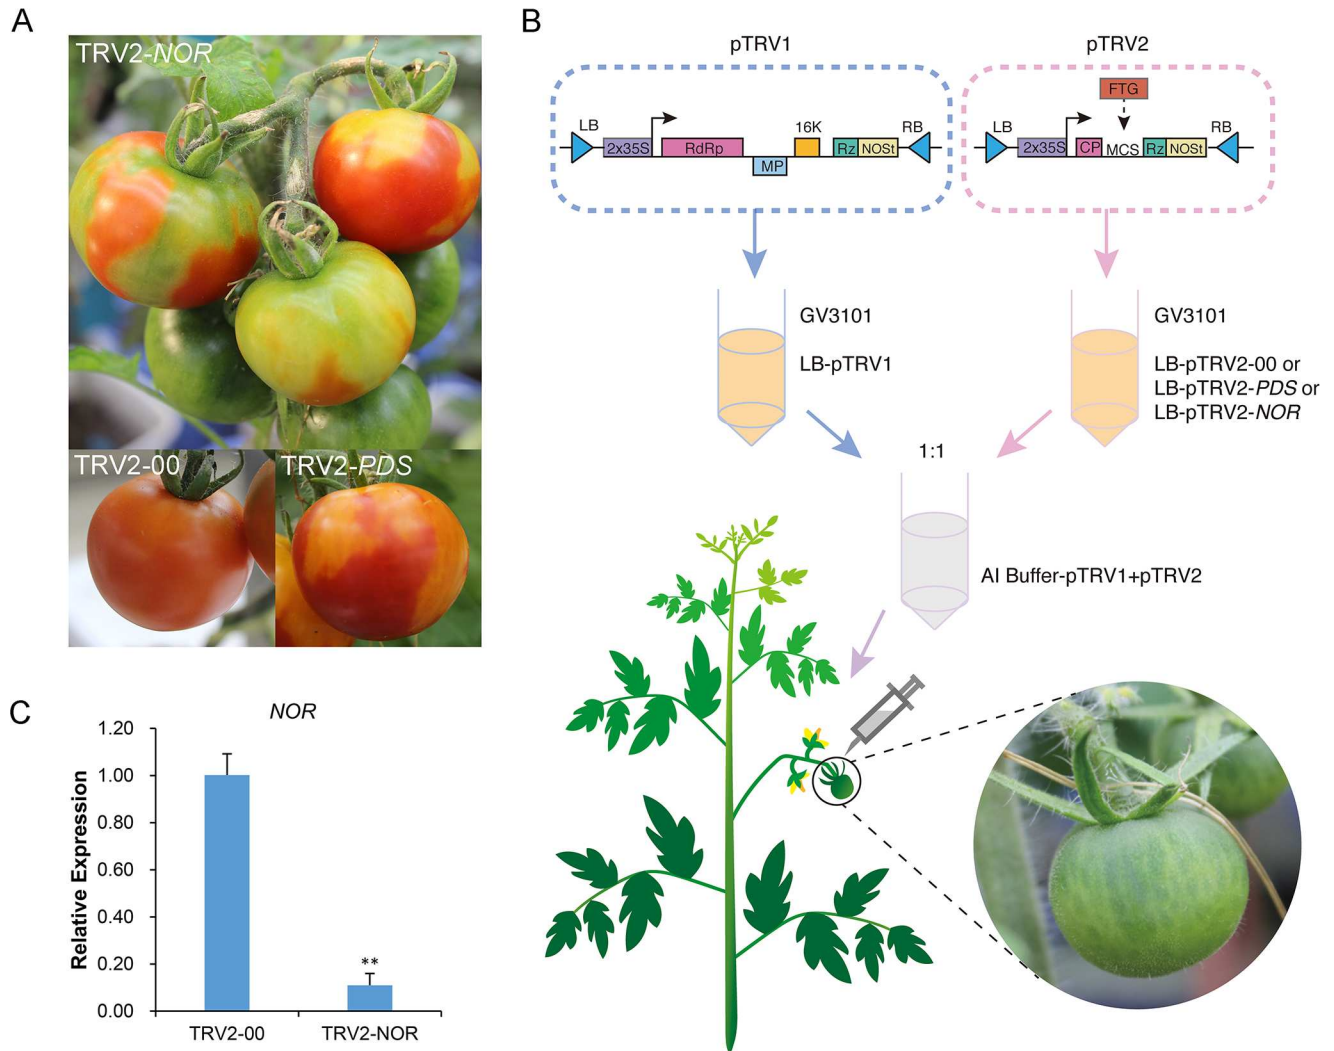 A
TRV2-NOR
TRV2-00
TRV2-PDS
B
pTRV1
pTRV2
LB
2x35S
RdRp
MP
16K
Rz
NOSt
RB
FTG
LB
2x35S
CP
MCS
Rz
NOSt
RB
GV3101
LB-pTRV1
GV3101
LB-pTRV2-00 or
LB-pTRV2-PDS or
LB-pTRV2-NOR
1:1
AI Buffer-pTRV1+pTRV2
C
NOR
Relative Expression
1.20
1.00
0.80
0.60
0.40
0.20
0.00
**
TRV2-00
TRV2-NOR